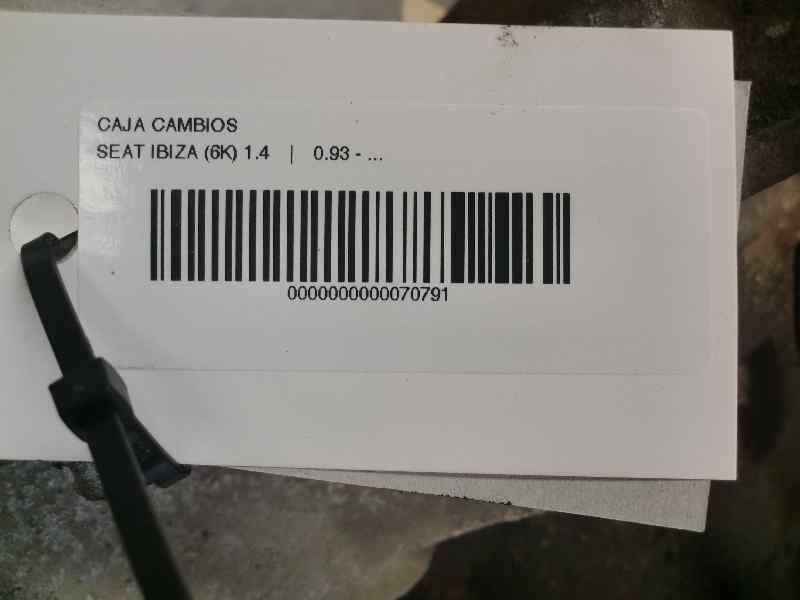 CAJA CAMBIOS
SEAT IBIZA (6K) 1.4 | 0.93 - ...
0000000000070791